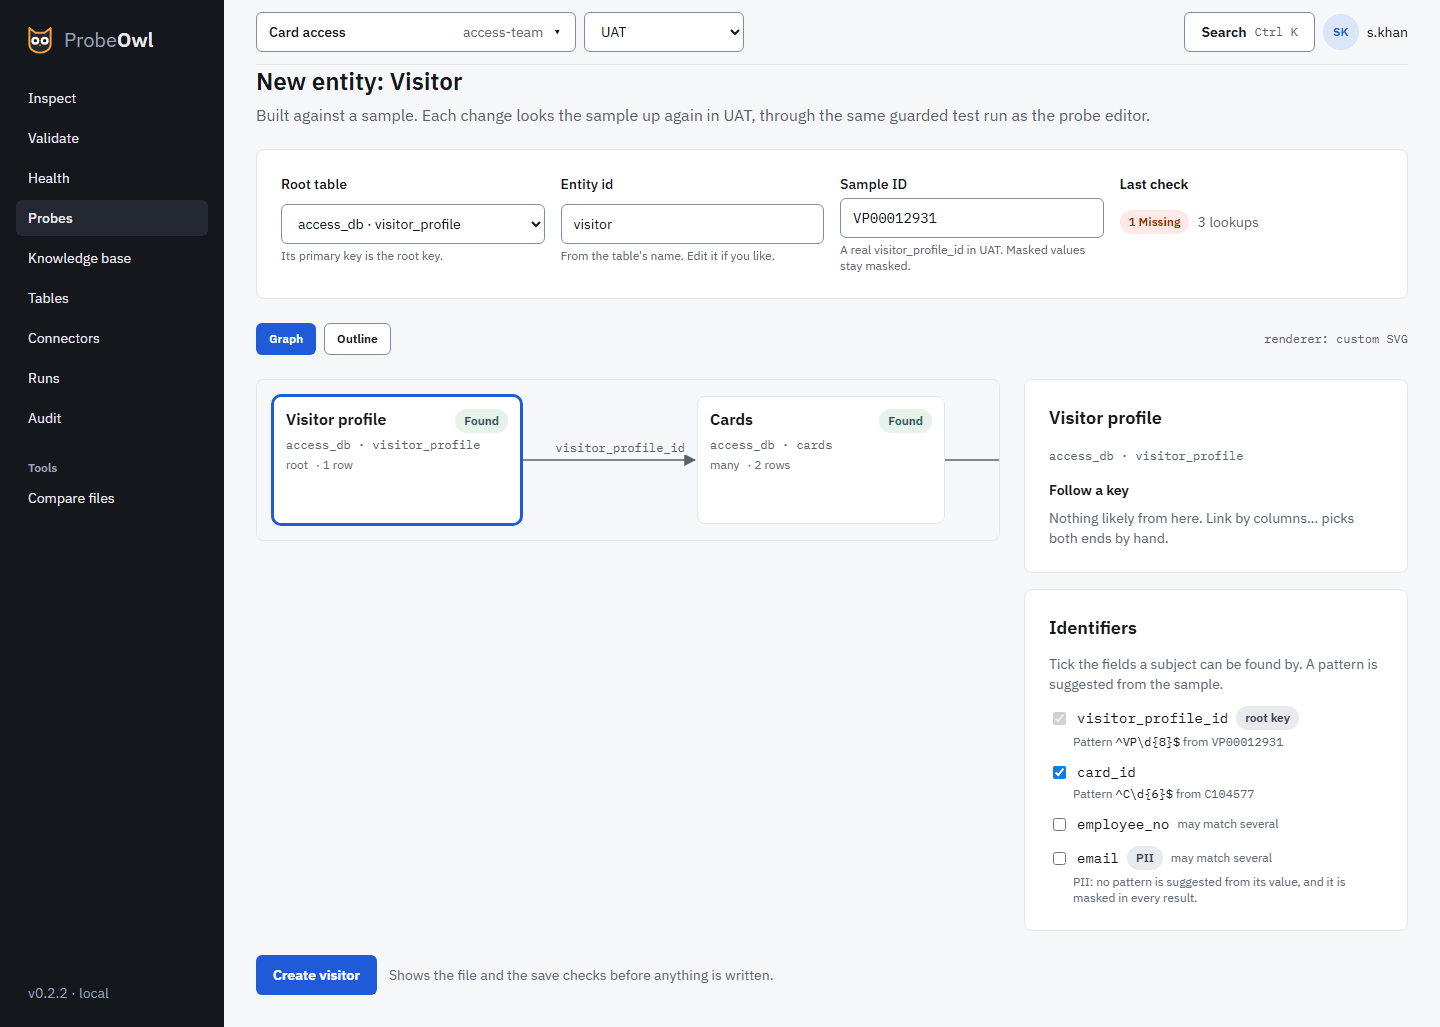 ProbeOwl
Inspect
Validate
Health
Probes
Knowledge base
Tables
Connectors
Runs
Audit
Tools
Compare files
v0.2.2 · local
Card access access-team ▾
UAT
Search Ctrl K
SK s.khan
New entity: Visitor
Built against a sample. Each change looks the sample up again in UAT, through the same guarded test run as the probe editor.
Root table
access_db · visitor_profile
Its primary key is the root key.
Entity id
visitor
From the table's name. Edit it if you like.
Sample ID
VP00012931
A real visitor_profile_id in UAT. Masked values
stay masked.
Last check
1 Missing 3 lookups
Graph
Outline
renderer: custom SVG
Visitor profile Found
access_db · visitor_profile
root · 1 row
visitor_profile_id
Cards Found
access_db · cards
many · 2 rows
Visitor profile
access_db · visitor_profile
Follow a key
Nothing likely from here. Link by columns... picks
both ends by hand.
Identifiers
Tick the fields a subject can be found by. A pattern is
suggested from the sample.
visitor_profile_id root key
Pattern ^VP\d{8}$ from VP00012931
card_id
Pattern ^C\d{6}$ from C104577
employee_no may match several
email PII may match several
PII: no pattern is suggested from its value, and it is
masked in every result.
Create visitor
Shows the file and the save checks before anything is written.